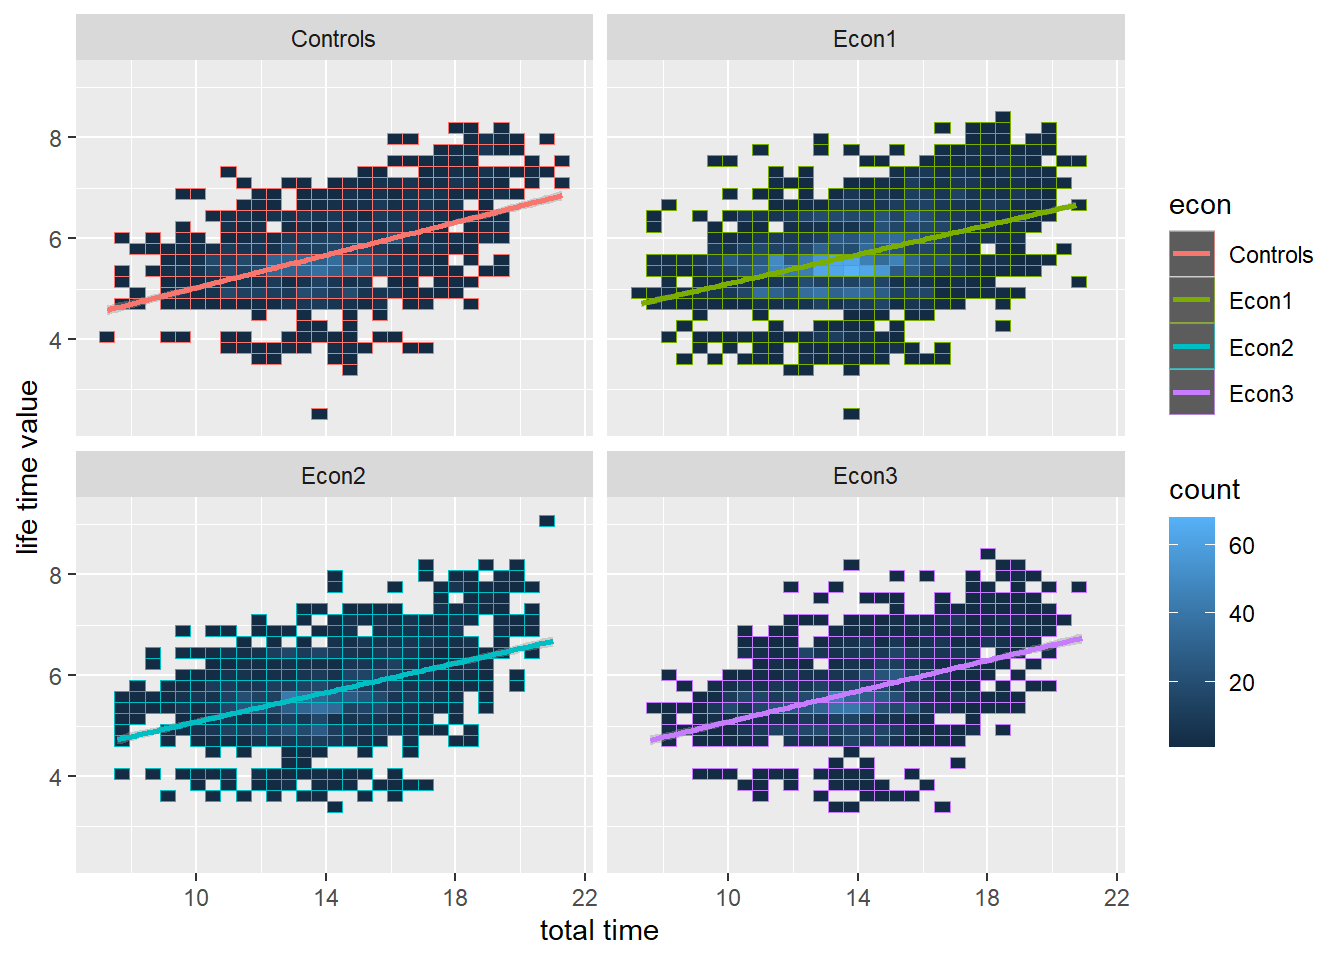 Controls
Econ1
8
6
4
Econ2
Econ3
8
6
4
10
14
18
22
10
14
18
22
total time
life time value
econ
Controls
Econ1
Econ2
Econ3
count
60
40
20